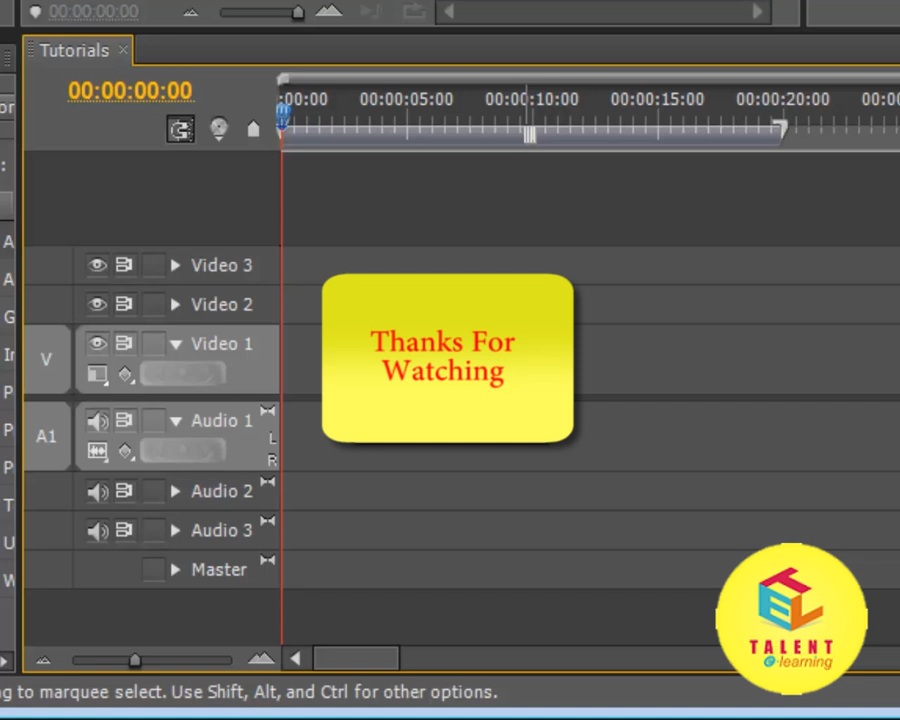 00:00:00:00
Tutorials ×
00:00:00:00
:00:00 00:00:05:00 00:00:10:00 00:00:15:00 00:00:20:00 00:00
Video 3
Video 2
V Video 1
A1 Audio 1
L
R
Audio 2
Audio 3
Master
Thanks For
Watching
TALENT
e-learning
ng to marquee select. Use Shift, Alt, and Ctrl for other options.